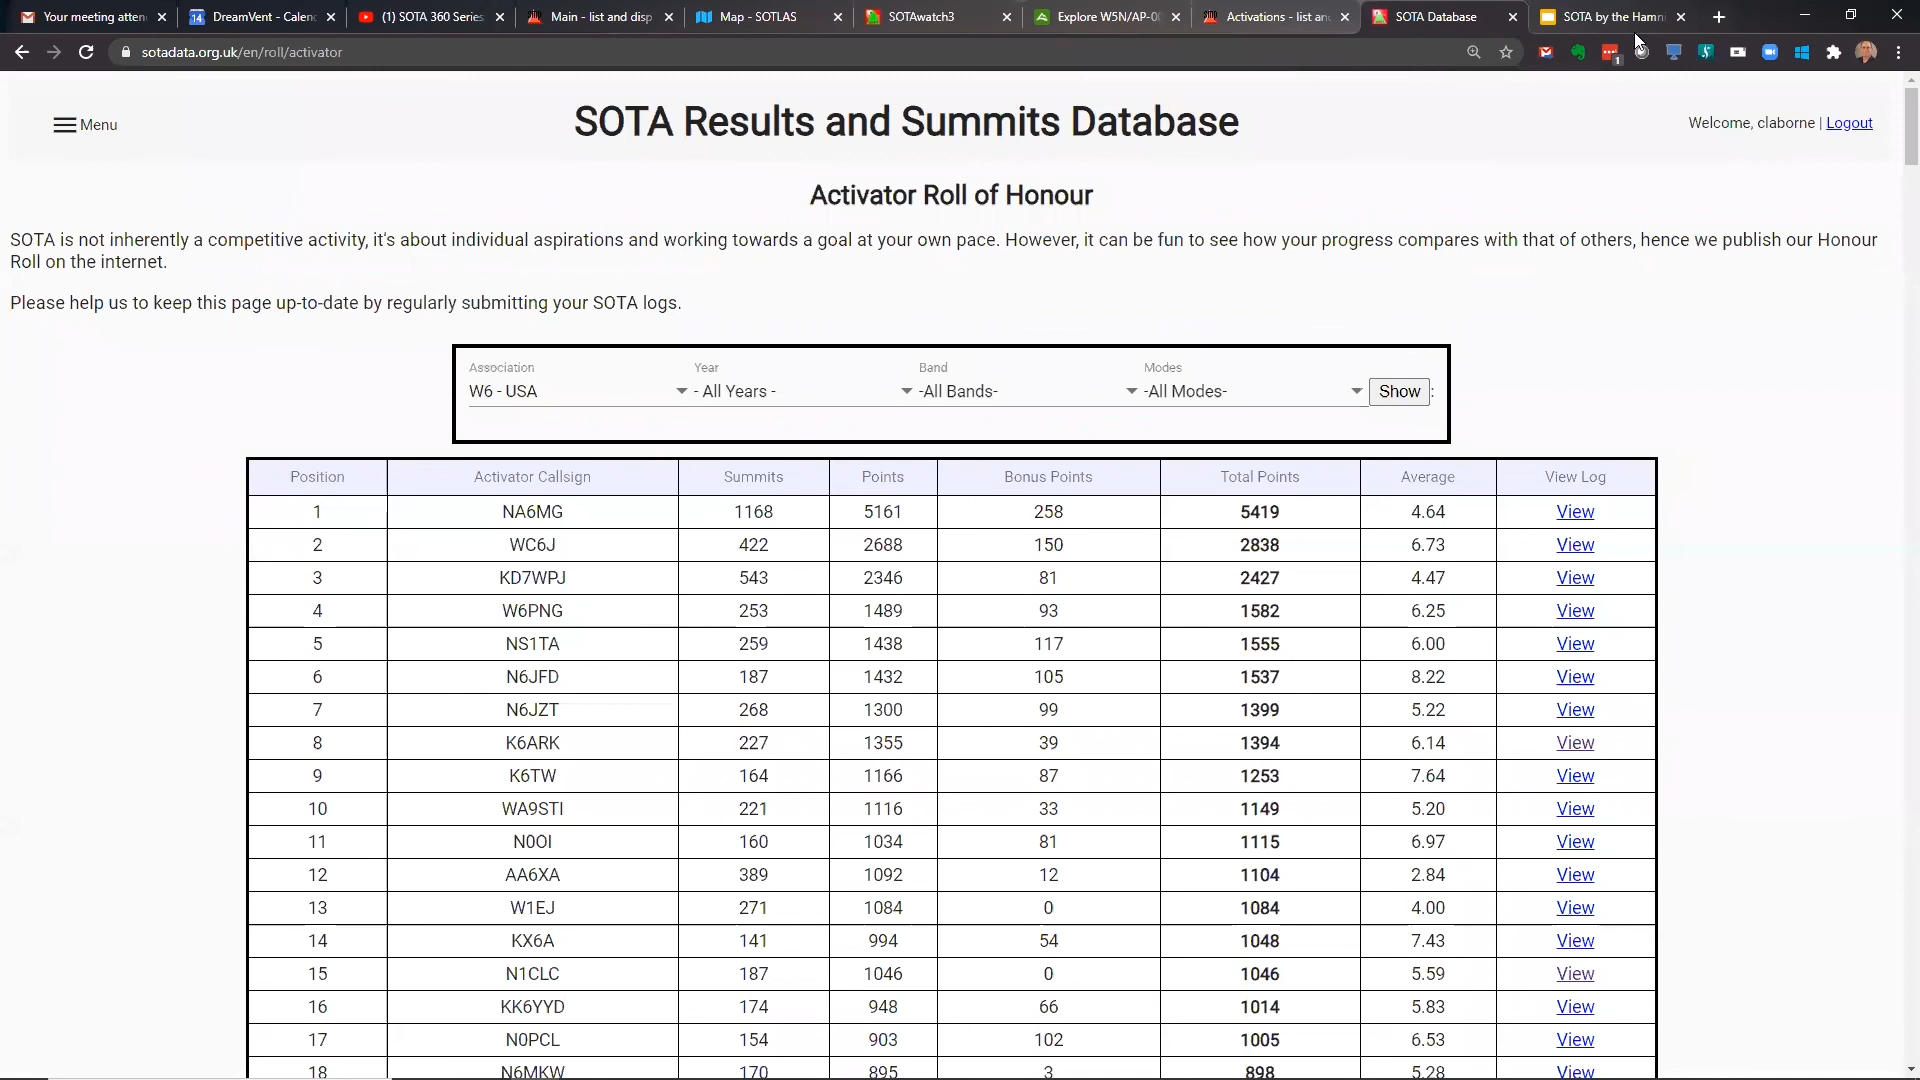 Your meeting atten
DreamVent - Calenc
(1) SOTA 360 Series
Main - list and disp
Map - SOTLAS
SOTAwatch3
Explore W5N/AP-00
Activations - list an
SOTA Database
SOTA by the Hamni
sotadata.org.uk/en/roll/activator
1
Menu
SOTA Results and Summits Database
Welcome, claborne | Logout
Activator Roll of Honour
SOTA is not inherently a competitive activity, it's about individual aspirations and working towards a goal at your own pace. However, it can be fun to see how your progress compares with that of others, hence we publish our Honour
Roll on the internet.
Please help us to keep this page up-to-date by regularly submitting your SOTA logs.
Association Year Band Modes
W6 - USA - All Years - -All Bands- -All Modes- Show :
Position Activator Callsign Summits Points Bonus Points Total Points Average View Log
1 NA6MG 1168 5161 258 5419 4.64 View
2 WC6J 422 2688 150 2838 6.73 View
3 KD7WPJ 543 2346 81 2427 4.47 View
4 W6PNG 253 1489 93 1582 6.25 View
5 NS1TA 259 1438 117 1555 6.00 View
6 N6JFD 187 1432 105 1537 8.22 View
7 N6JZT 268 1300 99 1399 5.22 View
8 K6ARK 227 1355 39 1394 6.14 View
9 K6TW 164 1166 87 1253 7.64 View
10 WA9STI 221 1116 33 1149 5.20 View
11 N0OI 160 1034 81 1115 6.97 View
12 AA6XA 389 1092 12 1104 2.84 View
13 W1EJ 271 1084 0 1084 4.00 View
14 KX6A 141 994 54 1048 7.43 View
15 N1CLC 187 1046 0 1046 5.59 View
16 KK6YYD 174 948 66 1014 5.83 View
17 N0PCL 154 903 102 1005 6.53 View
18 N6MKW 170 895 3 898 5.28 View